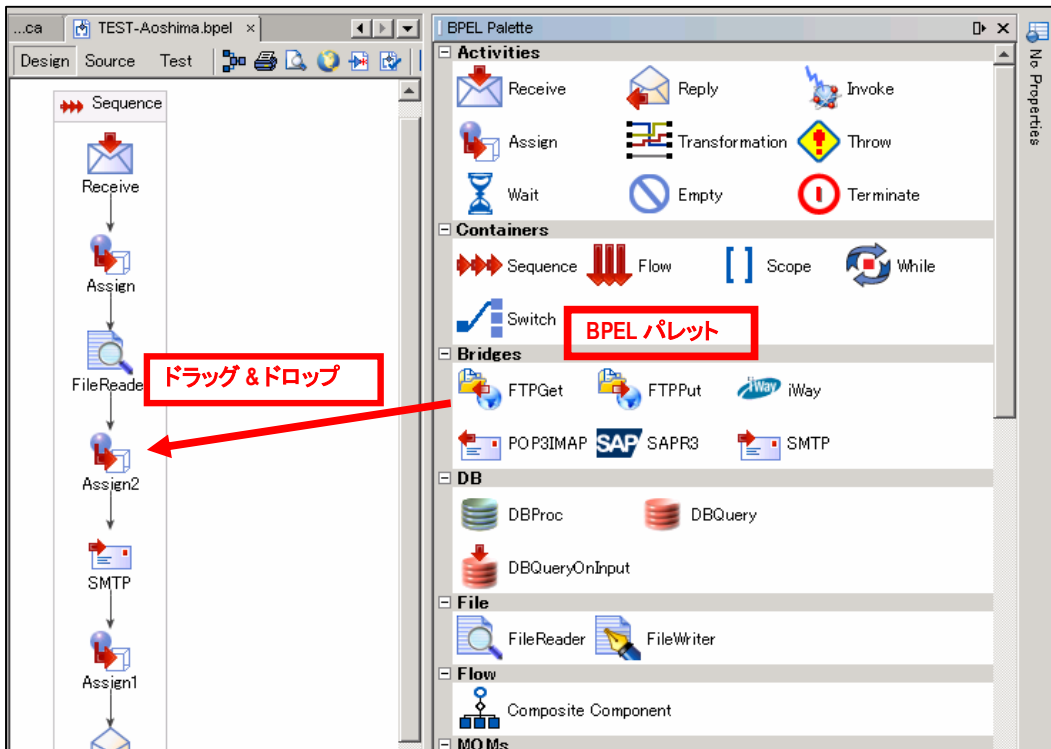 ...ca TEST-Aoshima.bpel
Design Source Test
Sequence
Receive
Assign
FileReade
Assign2
SMTP
Assign1
ドラッグ & ドロップ
BPEL Palette
Activities
Receive Reply Invoke
Assign Transformation Throw
Wait Empty Terminate
Containers
Sequence Flow Scope While
Switch
BPEL パレット
Bridges
FTPGet FTPPut iWay iWay
POP3IMAP SAP SAPR3 SMTP
DB
DBProc DBQuery
DBQueryOnInput
File
FileReader FileWriter
Flow
Composite Component
MOMs
No Properties